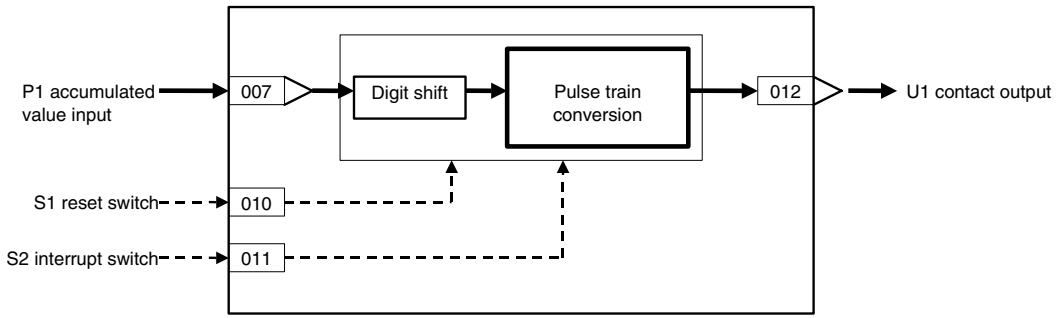 P1 accumulated
value input
007
Digit shift
Pulse train
conversion
012
U1 contact output
S1 reset switch
010
S2 interrupt switch
011